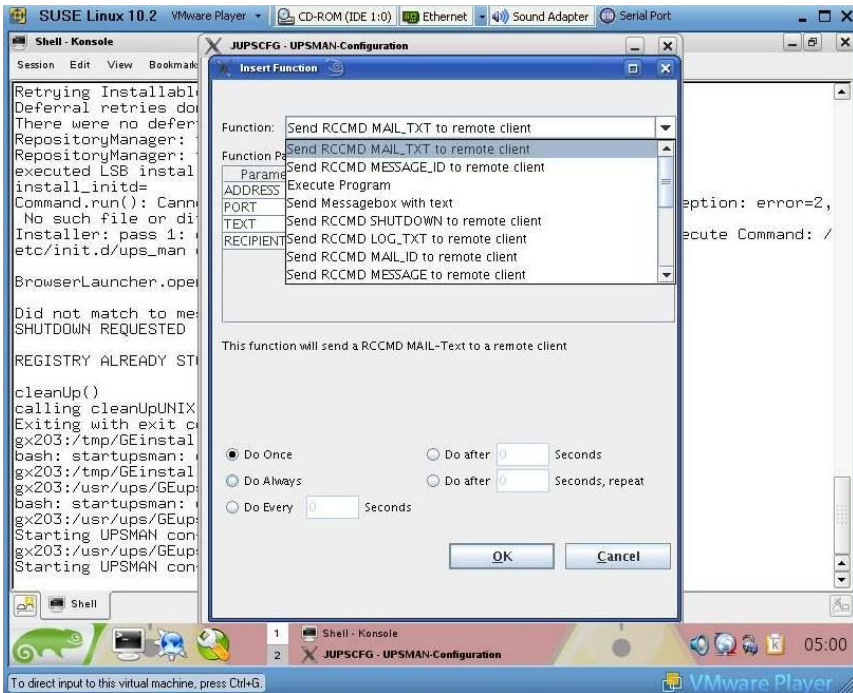 SUSE Linux 10.2 VMware Player CD-ROM (IDE 1:0) Ethernet Sound Adapter Serial Port
Shell - Konsole
Session Edit View Bookmark
Retrying Installabl
Deferral retries do
There were no defer
RepositoryManager:
RepositoryManager:
executed LSB instal
install_initd=
Command.run(): Cann
eption: error=2,
No such file or di
Installer: pass 1:
ecute Command: /
etc/init.d/ups_man
BrowserLauncher.ope
Did not match to me
SHUTDOWN REQUESTED
REGISTRY ALREADY ST
cleanUp()
calling cleanUpUNIX
Exiting with exit c
gx203:/tmp/GEinstal
bash: startupsman:
gx203:/tmp/GEinstal
gx203:/usr/ups/GEup
bash: startupsman:
gx203:/usr/ups/GEup
Starting UPSMAN con
gx203:/usr/ups/GEup
Starting UPSMAN con
Shell
JUPSCFG - UPSMAN-Configuration
Insert Function
Function: Send RCCMD MAIL_TXT to remote client
Function Pa
Parame
ADDRESS
PORT
TEXT
RECIPIENT
Send RCCMD MAIL_TXT to remote client
Send RCCMD MESSAGE_ID to remote client
Execute Program
Send Messagebox with text
Send RCCMD SHUTDOWN to remote client
Send RCCMD LOG_TXT to remote client
Send RCCMD MAIL_ID to remote client
Send RCCMD MESSAGE to remote client
This function will send a RCCMD MAIL-Text to a remote client
Do Once Do after 0 Seconds
Do Always Do after 0 Seconds, repeat
Do Every 0 Seconds
OK Cancel
1 Shell - Konsole
2 JUPSCFG - UPSMAN-Configuration
05:00
To direct input to this virtual machine, press Ctrl+G.
VMware Player